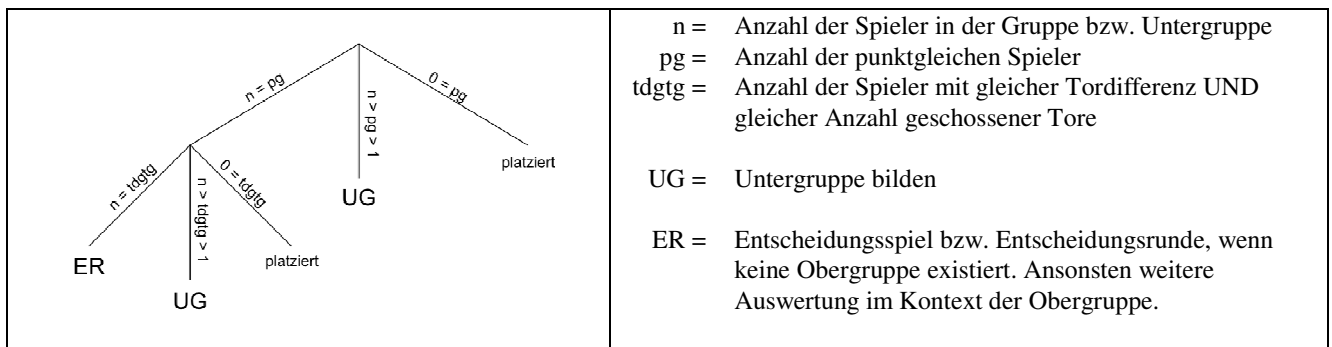 n = pg
n > pg > 1
0 = pg
platziert
UG
n = tdgtg
n > tdgtg > 1
0 = tdgtg
ER
platziert
UG
n = Anzahl der Spieler in der Gruppe bzw. Untergruppe
pg = Anzahl der punktgleichen Spieler
tdgtg = Anzahl der Spieler mit gleicher Tordifferenz UND
gleicher Anzahl geschossener Tore
UG = Untergruppe bilden
ER = Entscheidungsspiel bzw. Entscheidungsrunde, wenn
keine Obergruppe existiert. Ansonsten weitere
Auswertung im Kontext der Obergruppe.